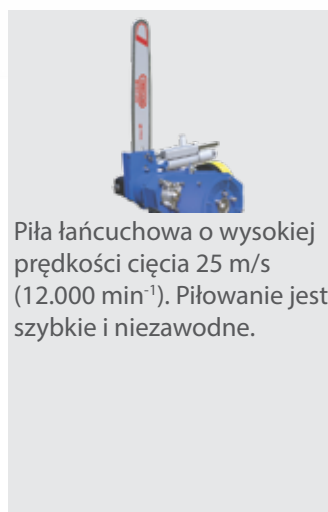 Piła łańcuchowa o wysokiej
prędkości cięcia 25 m/s
(12.000 min⁻¹). Piłowanie jest
szybkie i niezawodne.